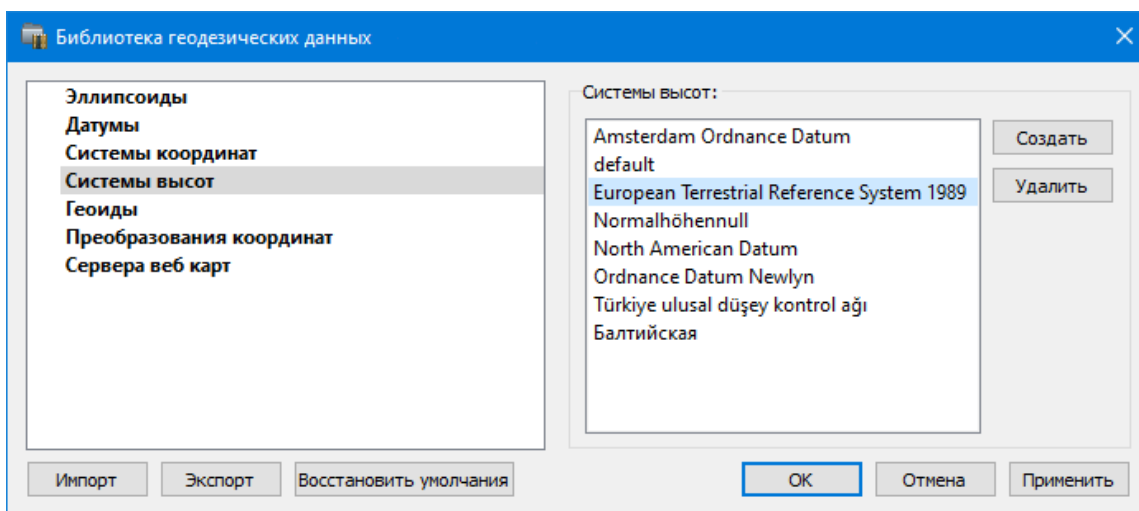 Библиотека геодезических данных
Эллипсоиды
Датумы
Системы координат
Системы высот
Геоиды
Преобразования координат
Сервера веб карт
Системы высот:
Amsterdam Ordnance Datum
default
European Terrestrial Reference System 1989
Normalhöhennull
North American Datum
Ordnance Datum Newlyn
Türkiye ulusal düşey kontrol ağı
Балтийская
Создать
Удалить
Импорт
Экспорт
Восстановить умолчания
OK
Отмена
Применить